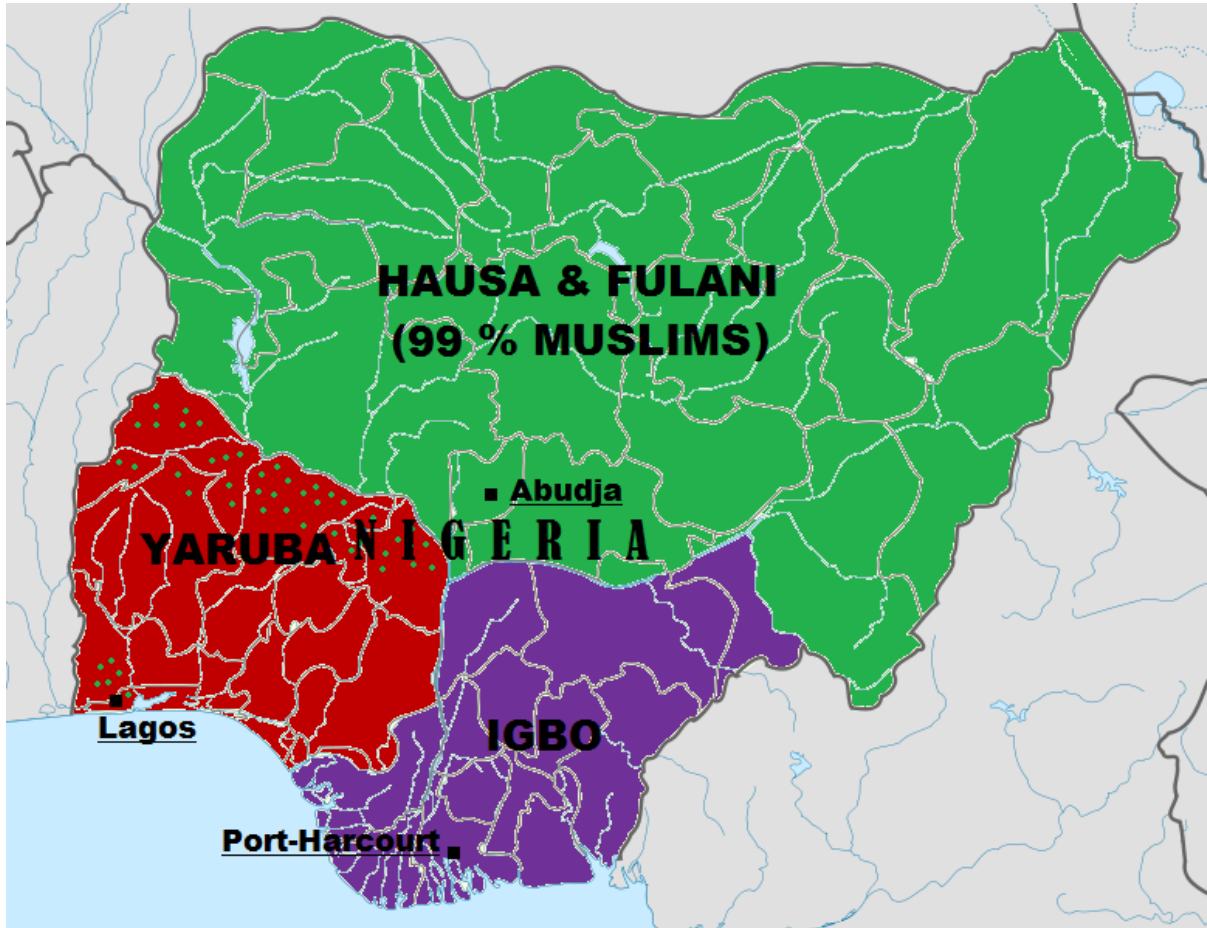 HAUSA & FULANI
(99 % MUSLIMS)
Abudja
YARUBA
NIGERIA
Lagos
IGBO
Port-Harcourt